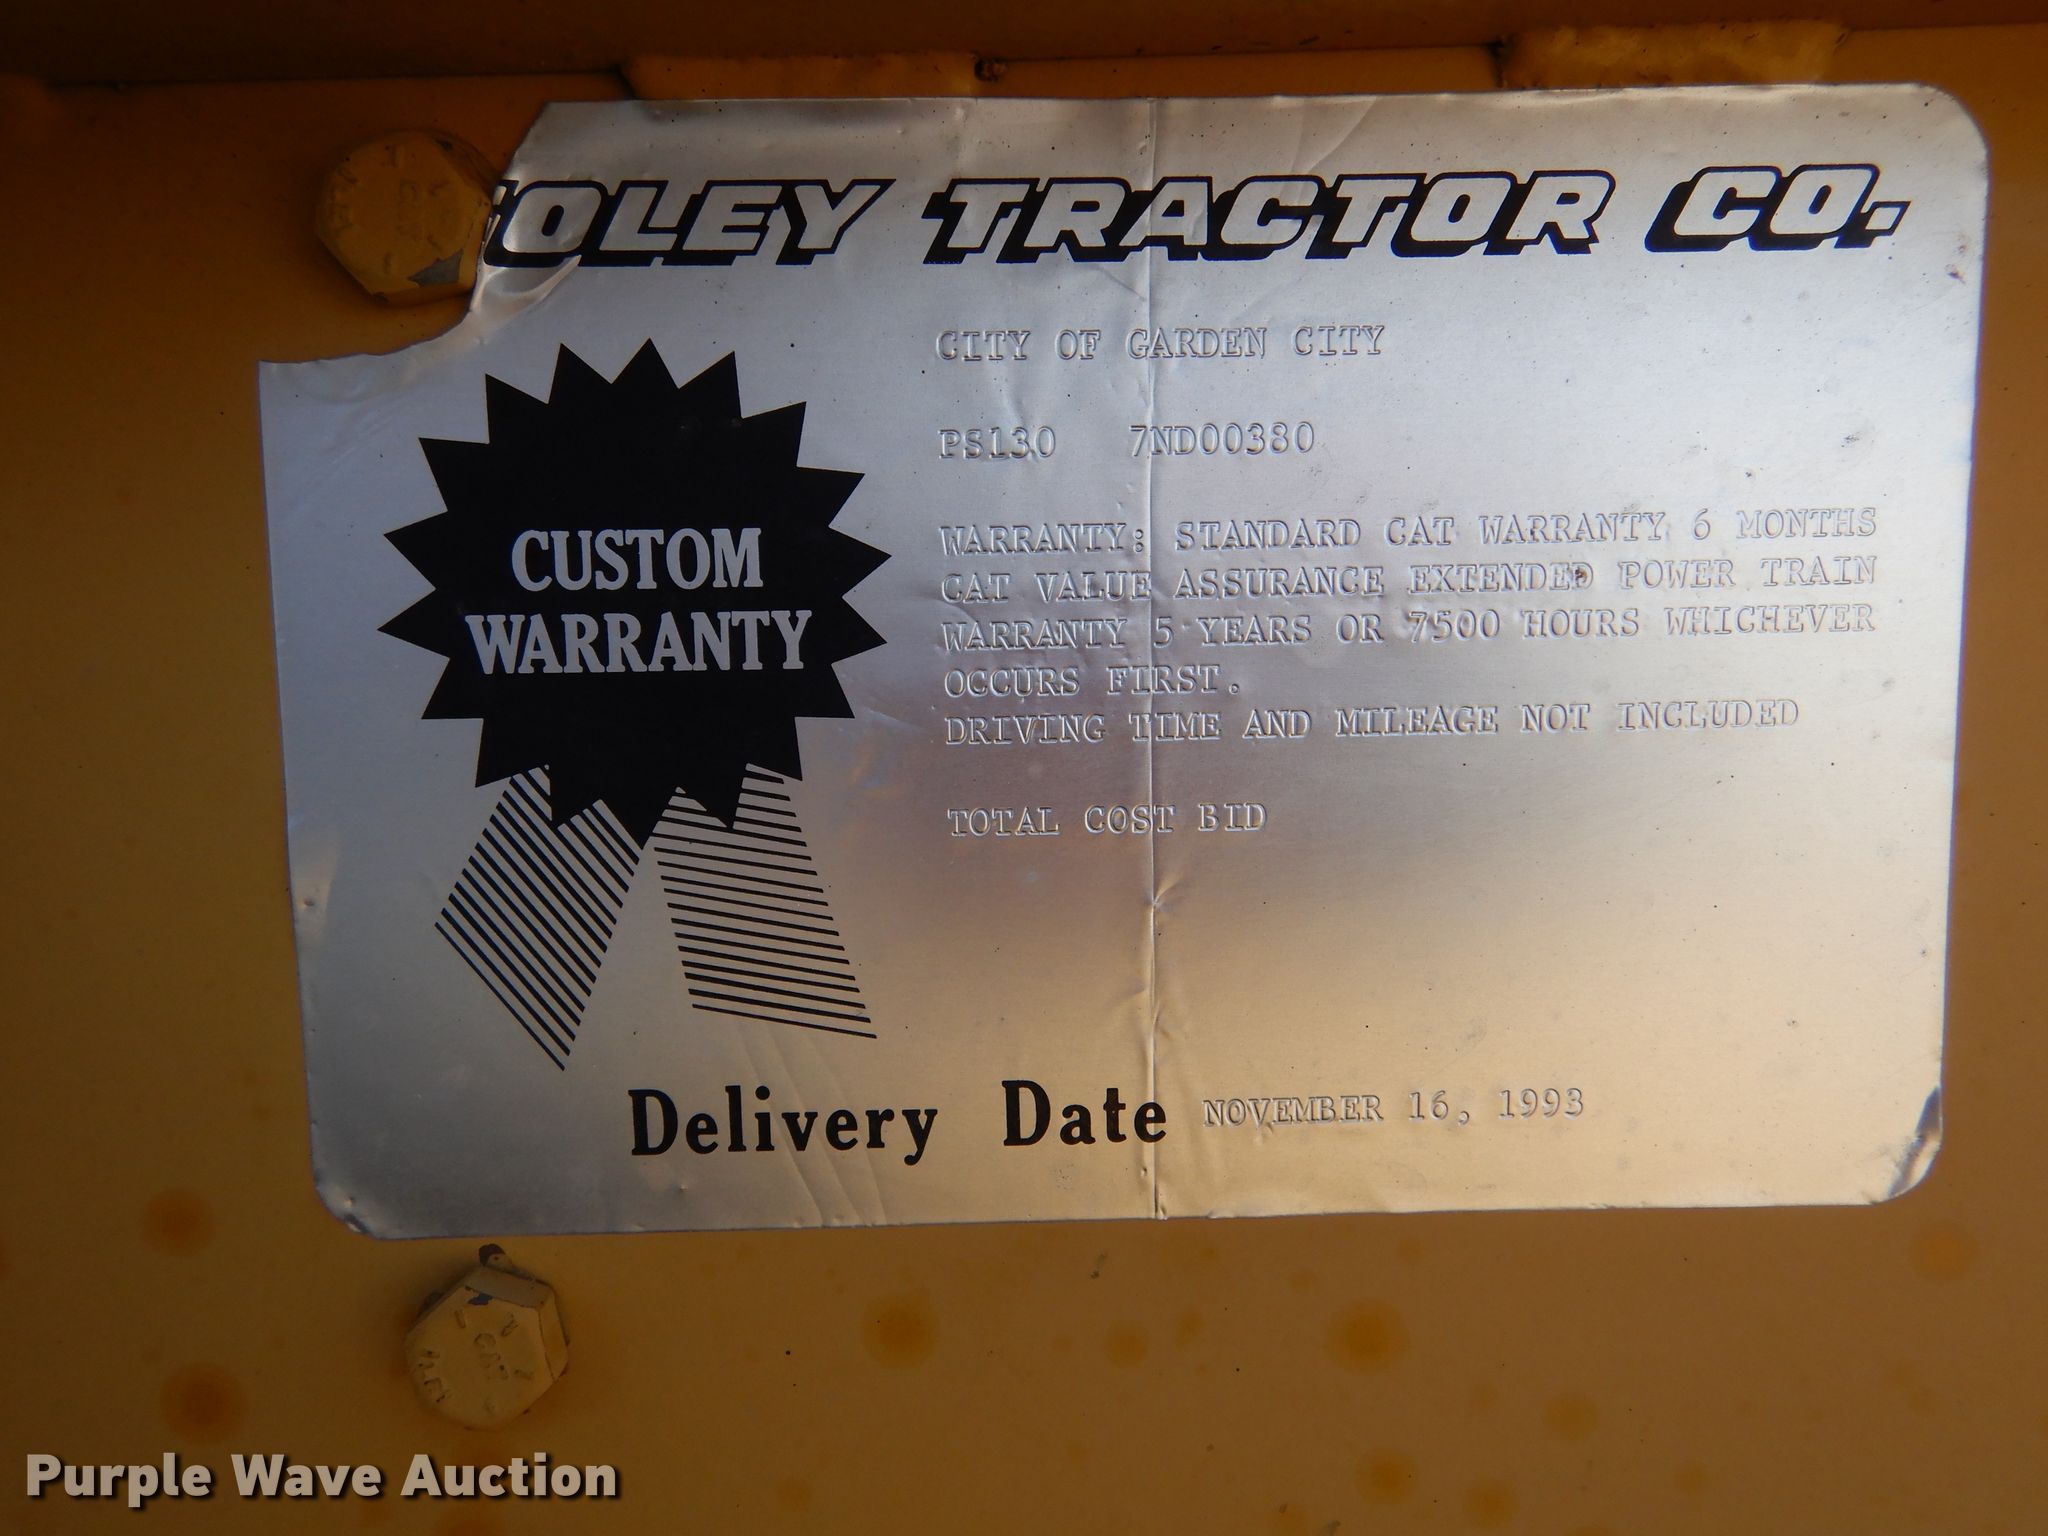 FOLEY TRACTOR CO.
CITY OF GARDEN CITY
PS130 7ND00380
CUSTOM
WARRANTY
WARRANTY: STANDARD CAT WARRANTY 6 MONTHS
CAT VALUE ASSURANCE EXTENDED POWER TRAIN
WARRANTY 5 YEARS OR 7500 HOURS WHICHEVER
OCCURS FIRST.
DRIVING TIME AND MILEAGE NOT INCLUDED
TOTAL COST BID
Delivery Date NOVEMBER 16, 1993
CAT
Purple Wave Auction